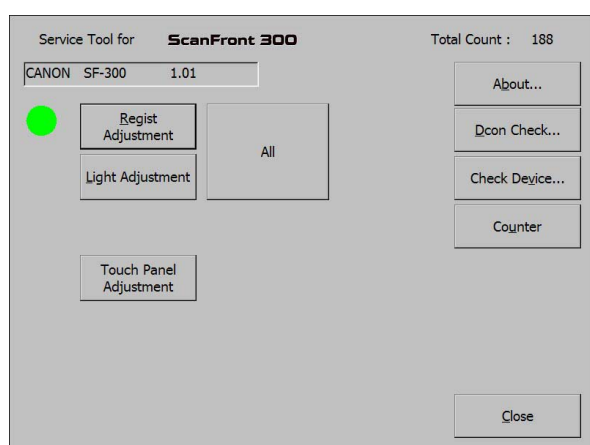 Service Tool for ScanFront 300 Total Count : 188
CANON SF-300 1.01
About...
Regist
Adjustment
All
Dcon Check...
Light Adjustment
Check Device...
Counter
Touch Panel
Adjustment
Close